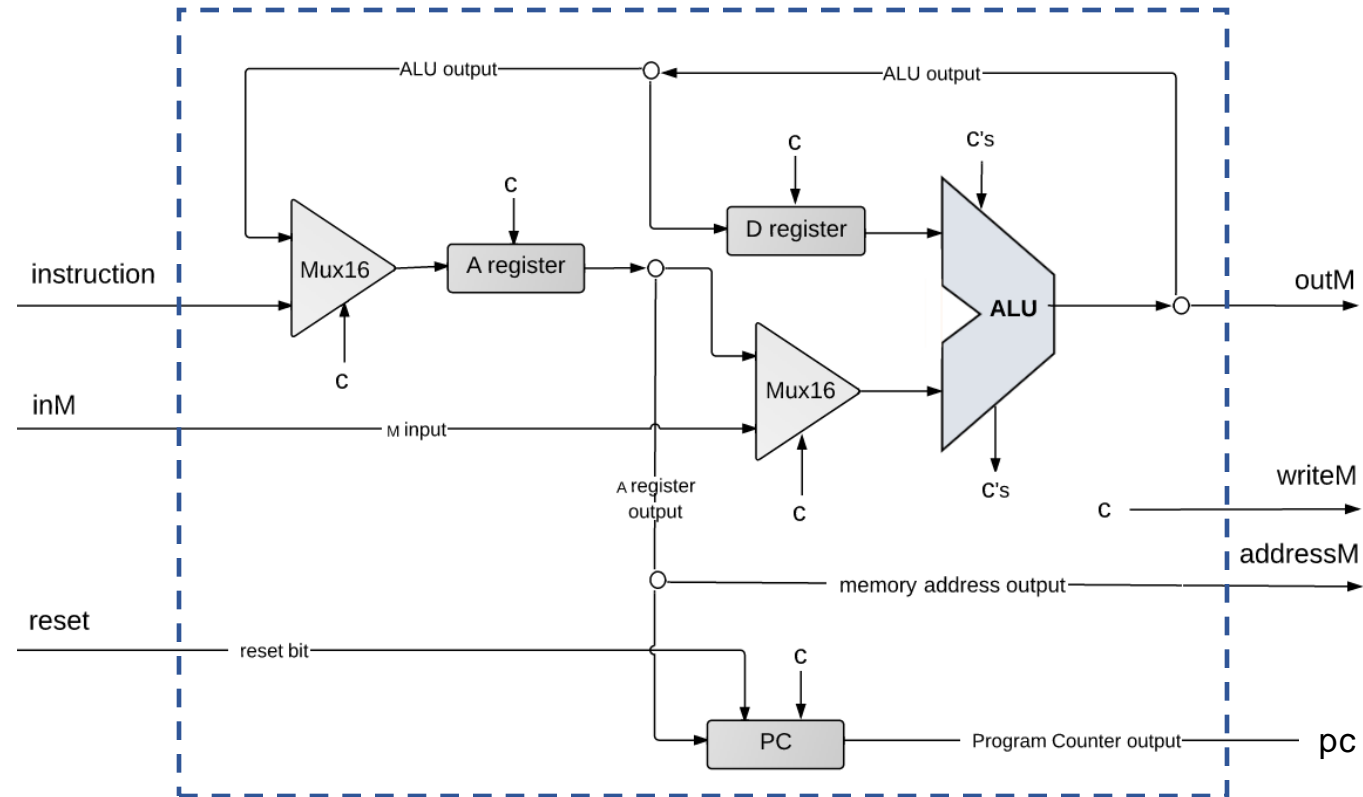 ALU output
ALU output
c
c's
c
D register
instruction
Mux16
A register
outM
ALU
c
Mux16
inM
M input
A register
output
c
c's
writeM
c
addressM
memory address output
reset
reset bit
c
PC
Program Counter output
pc